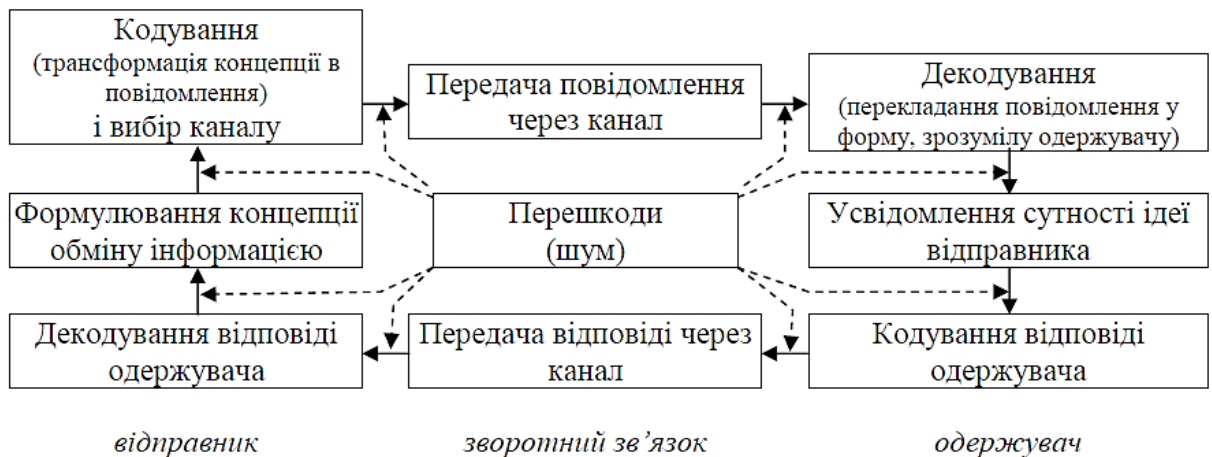 Кодування
(трансформація концепції в
повідомлення)
і вибір каналу
Передача повідомлення
через канал
Декодування
(перекладання повідомлення у
форму, зрозумілу одержувачу)
Формулювання концепції
обміну інформацією
Перешкоди
(шум)
Усвідомлення сутності ідеї
відправника
Декодування відповіді
одержувача
Передача відповіді через
канал
Кодування відповіді
одержувача
відправник
зворотний зв’язок
одержувач